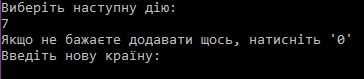 Виберіть наступну дію:
7
Якщо не бажаєте додавати щось, натисніть '0'
Введіть нову країну: